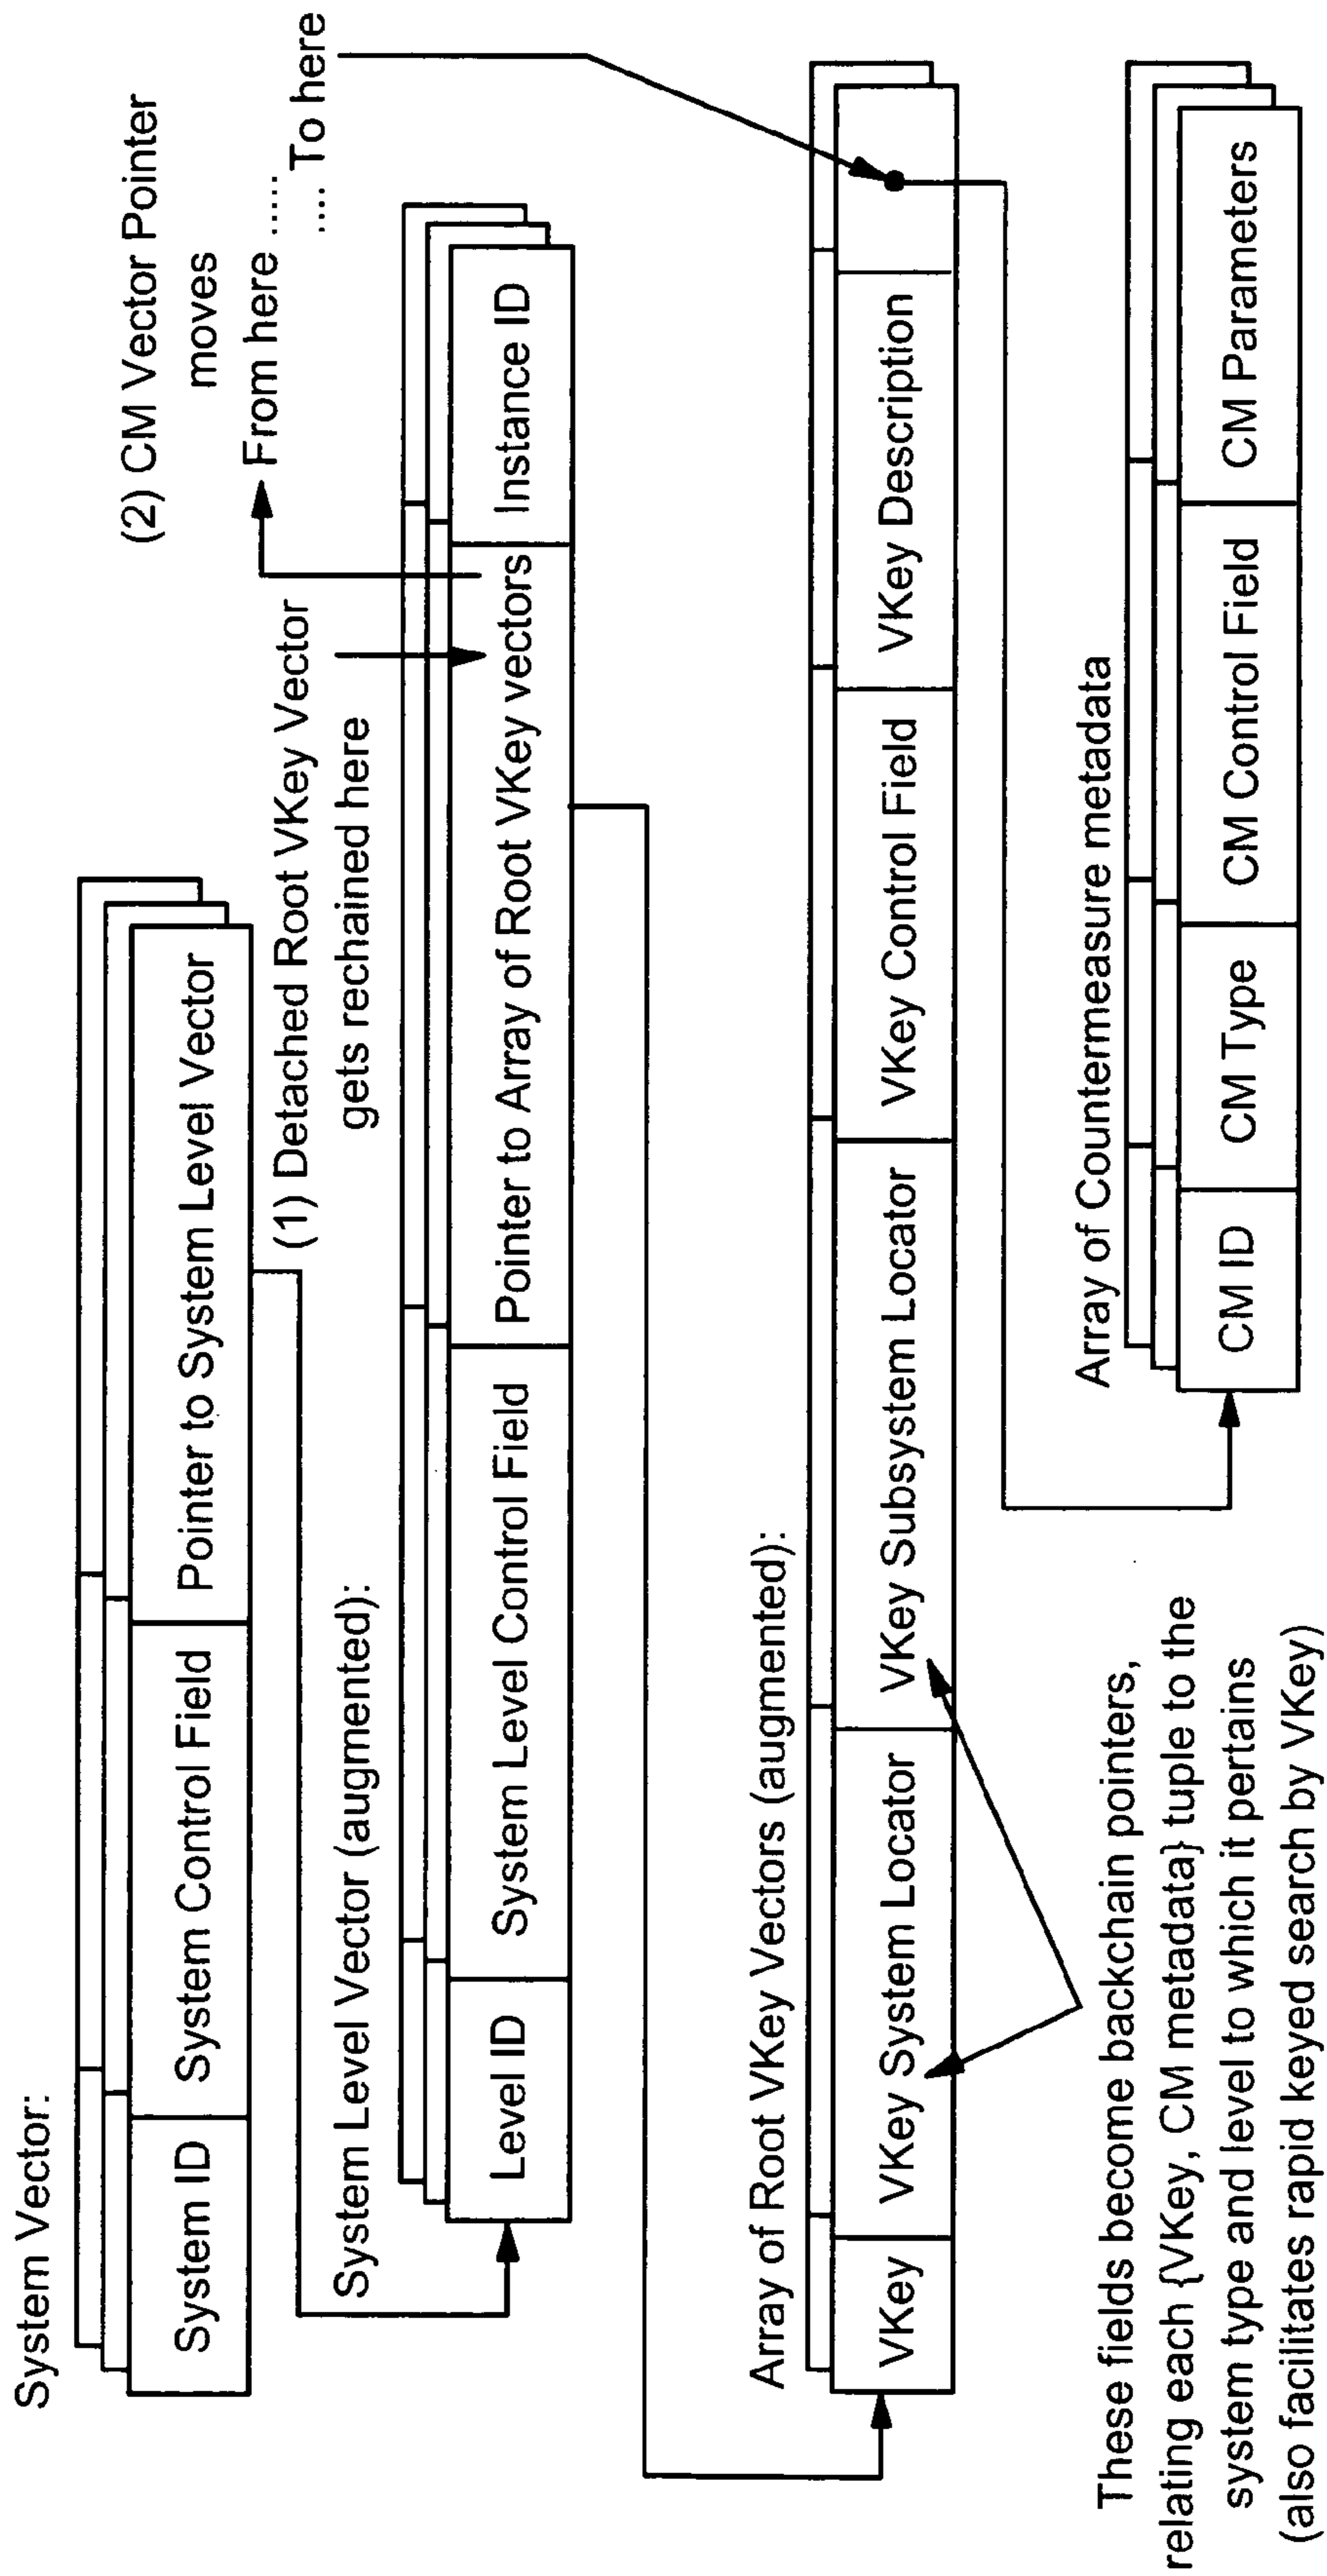 System Vector:
System ID System Control Field Pointer to System Level Vector
(2) CM Vector Pointer
moves
From here .....
.... To here
(1) Detached Root VKey Vector
gets rechained here
System Level Vector (augmented):
Level ID System Level Control Field Pointer to Array of Root VKey vectors Instance ID
Array of Root VKey Vectors (augmented):
VKey VKey System Locator VKey Subsystem Locator VKey Control Field VKey Description
Array of Countermeasure metadata
CM ID CM Type CM Control Field CM Parameters
These fields become backchain pointers,
relating each {VKey, CM metadata} tuple to the
system type and level to which it pertains
(also facilitates rapid keyed search by VKey)